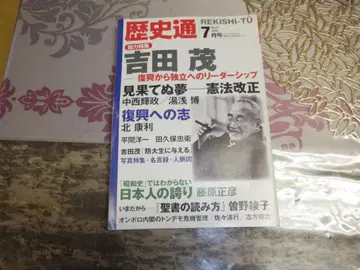 歴史通
REKISHI-TŪ
7月号
総力特集
吉田 茂
復興から独立へのリーダーシップ
見果てぬ夢──憲法改正
中西輝政/湯浅 博
復興への志
北 康利
平間洋一 田久保忠衛
吉田茂「防大生に与える」
写真特集・名言録・人脈図
「昭和史」ではわからない
日本人の誇り 藤原正彦
いまだから──「聖書の読み方」 曽野綾子
オンボロ内閣のトンデモ危機管理/佐々淳行/志方俊之